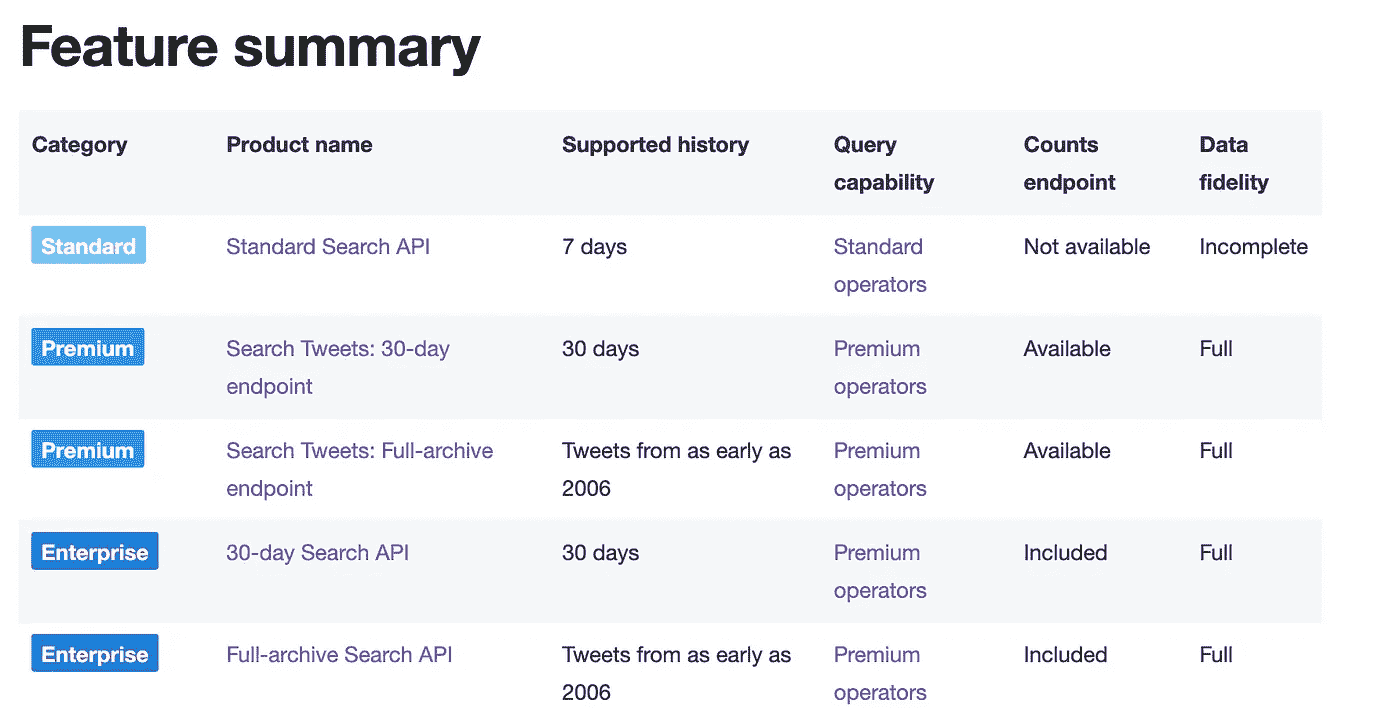 Feature summary
Category Product name Supported history Query capability Counts endpoint Data fidelity
Standard Standard Search API 7 days Standard operators Not available Incomplete
Premium Search Tweets: 30-day endpoint 30 days Premium operators Available Full
Premium Search Tweets: Full-archive endpoint Tweets from as early as 2006 Premium operators Available Full
Enterprise 30-day Search API 30 days Premium operators Included Full
Enterprise Full-archive Search API Tweets from as early as 2006 Premium operators Included Full